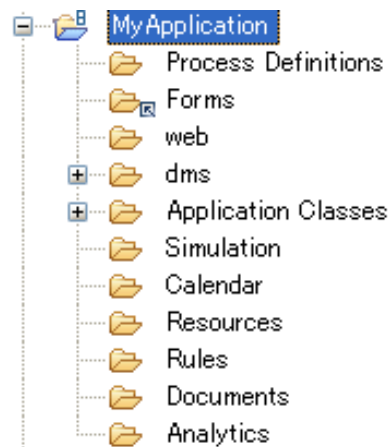 MyApplication
Process Definitions
Forms
web
dms
Application Classes
Simulation
Calendar
Resources
Rules
Documents
Analytics